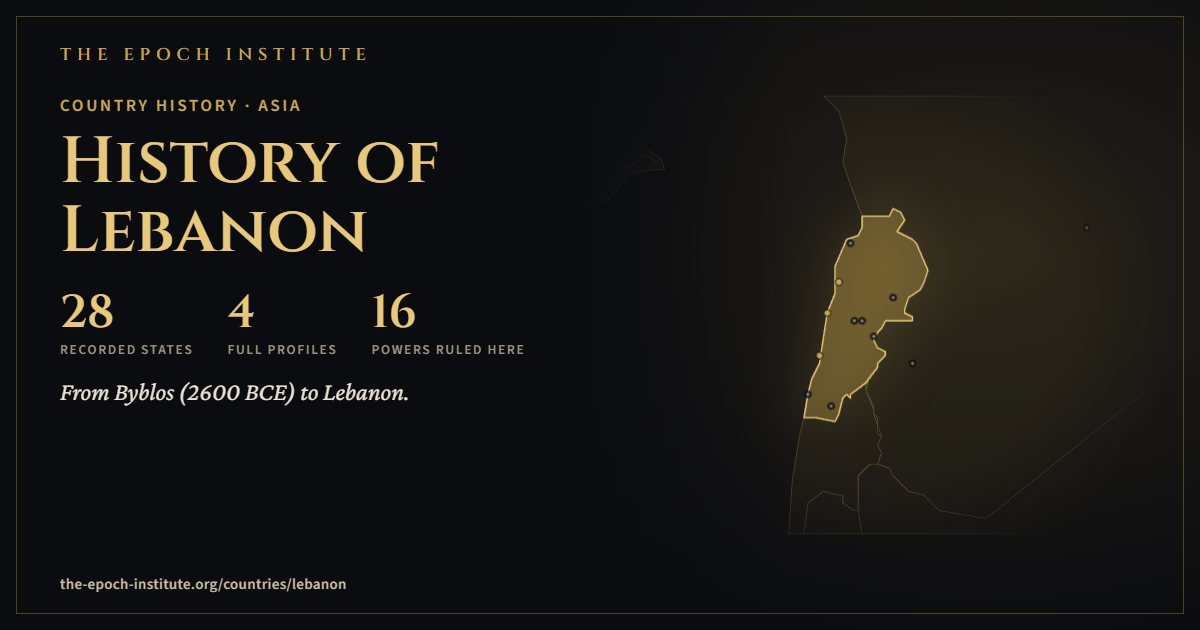 THE EPOCH INSTITUTE
COUNTRY HISTORY · ASIA
HISTORY OF
LEBANON
28 4 16
RECORDED STATES FULL PROFILES POWERS RULED HERE
From Byblos (2600 BCE) to Lebanon.
the-epoch-institute.org/countries/lebanon